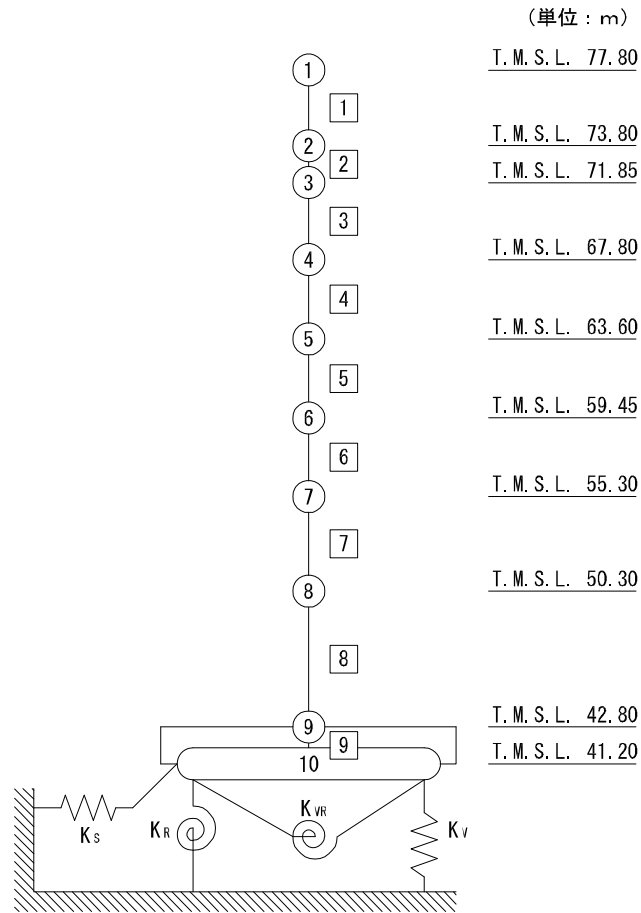 (単位:m)
① T.M.S.L. 77.80
1
② T.M.S.L. 73.80
2
③ T.M.S.L. 71.85
3
④ T.M.S.L. 67.80
4
⑤ T.M.S.L. 63.60
5
⑥ T.M.S.L. 59.45
6
⑦ T.M.S.L. 55.30
7
⑧ T.M.S.L. 50.30
8
⑨ T.M.S.L. 42.80
9
10 T.M.S.L. 41.20
KS KR KVR KV